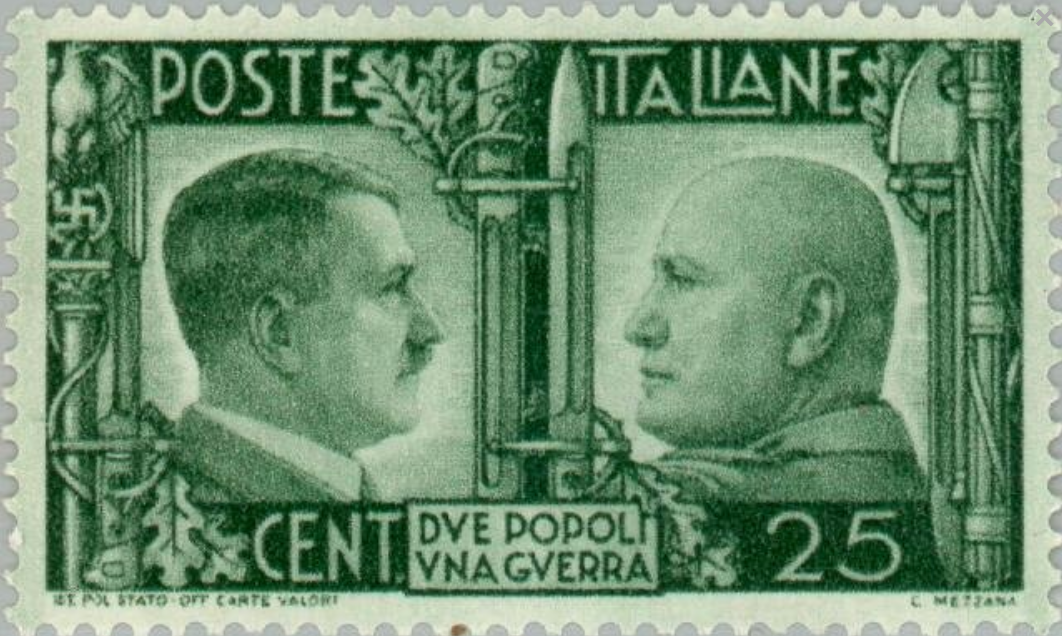 POSTE ITALIANE
CENT. DVE POPOLI 25
VNA GVERRA
IST. POL. STATO-OFF. CARTE VALORI
C. MEZZANA